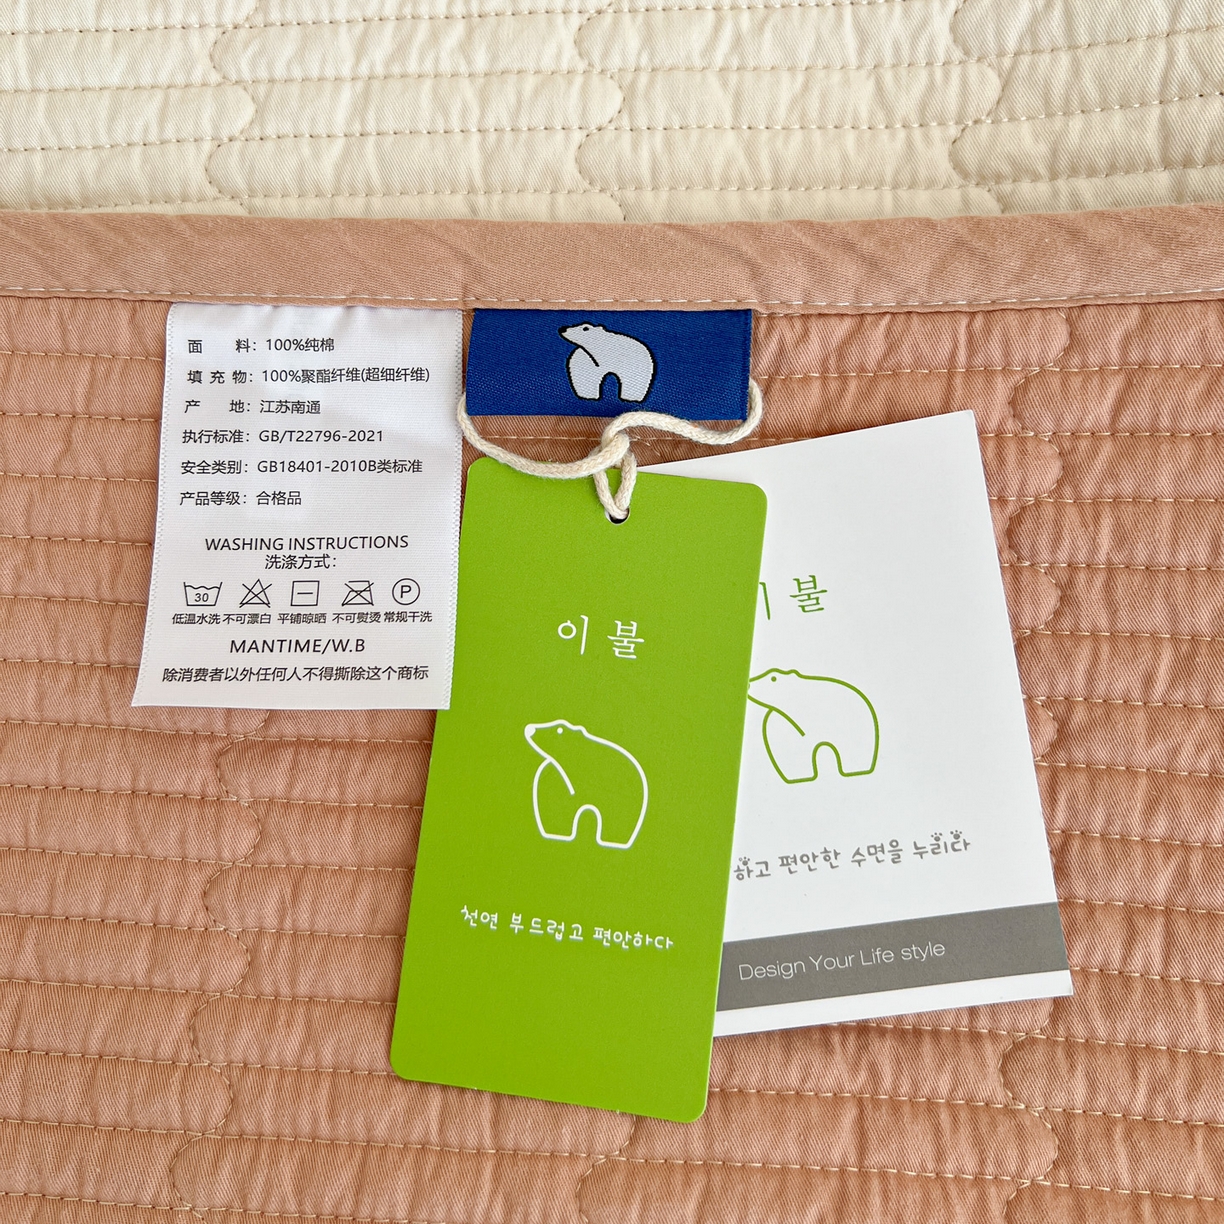 面 料：100%纯棉
填 充 物：100%聚酯纤维(超细纤维)
产 地：江苏南通
执行标准：GB/T22796-2021
安全类别：GB18401-2010B类标准
产品等级：合格品
WASHING INSTRUCTIONS
洗涤方式：
30 P
低温水洗 不可漂白 平铺晾晒 不可熨烫 常规干洗
MANTIME/W.B
除消费者以外任何人不得撕除这个商标
이불
천연 부드럽고 편안하다
이불
하고 편안한 수면을 누리다
Design Your Life style